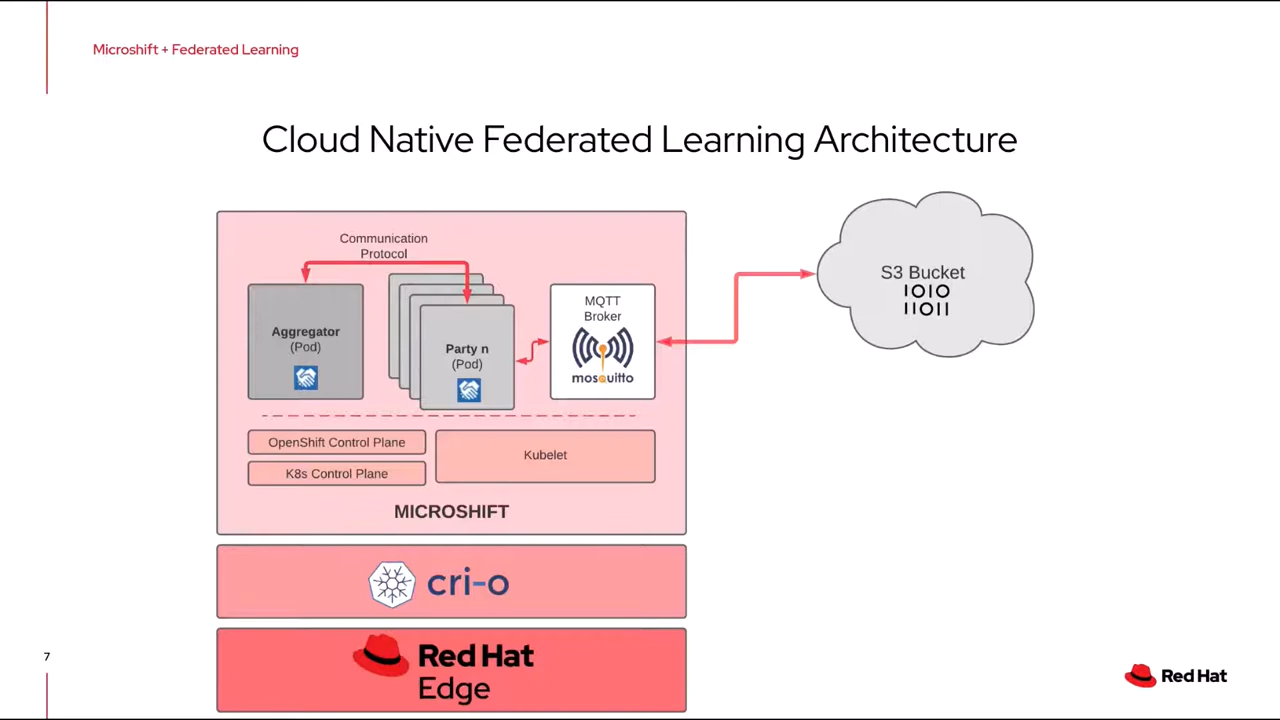 Microshift + Federated Learning
Cloud Native Federated Learning Architecture
Communication
Protocol
Aggregator
(Pod)
Party n
(Pod)
MQTT
Broker
mosquitto
S3 Bucket
1010
11011
OpenShift Control Plane
K8s Control Plane
Kubelet
MICROSHIFT
cri-o
Red Hat
Edge
7
Red Hat